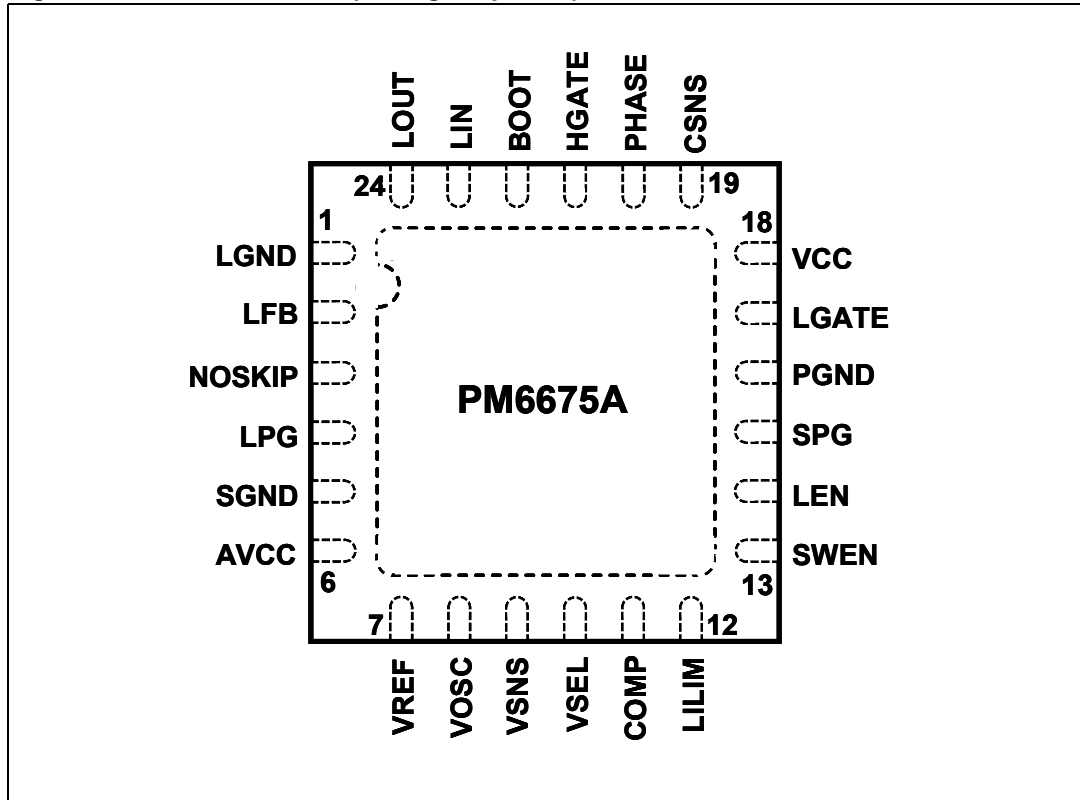 LOUT
LIN
BOOT
HGATE
PHASE
CSNS
24
19
1
18
LGND
VCC
LFB
LGATE
NOSKIP
PGND
PM6675A
LPG
SPG
SGND
LEN
AVCC
SWEN
6
13
7
12
VREF
VOSC
VSNS
VSEL
COMP
LILIM